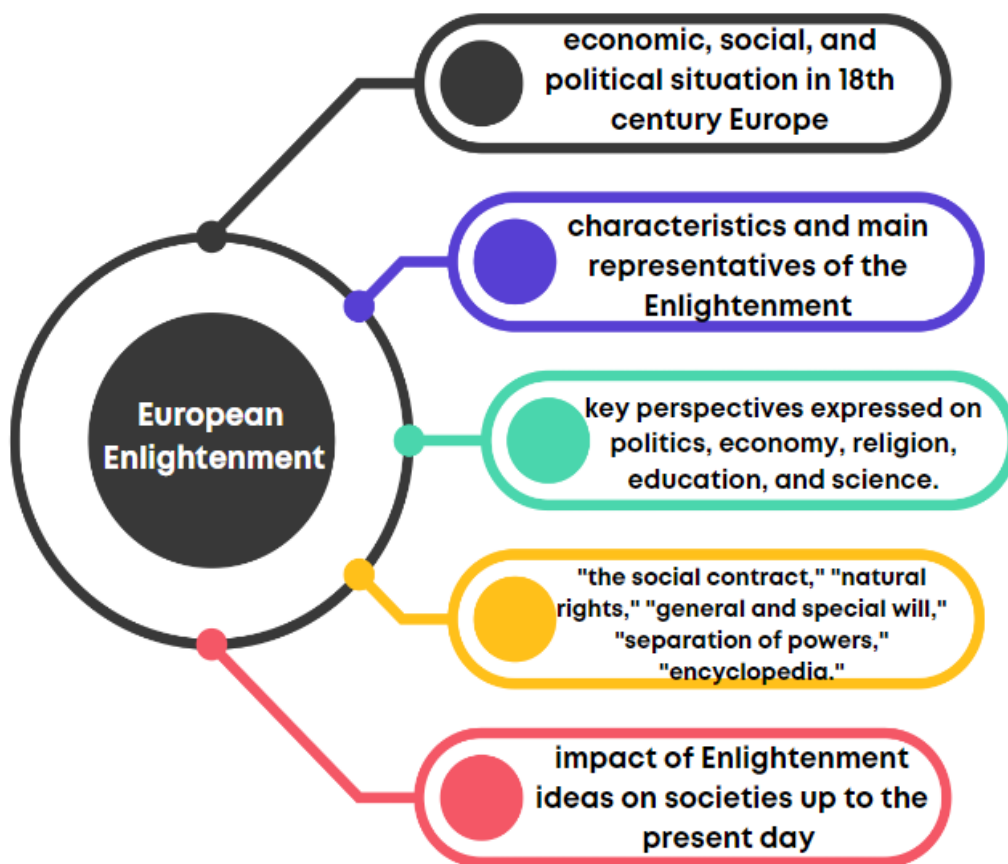 economic, social, and
political situation in 18th
century Europe
characteristics and main
representatives of the
Enlightenment
European
Enlightenment
key perspectives expressed on
politics, economy, religion,
education, and science.
"the social contract," "natural
rights," "general and special will,"
"separation of powers,"
"encyclopedia."
impact of Enlightenment
ideas on societies up to the
present day